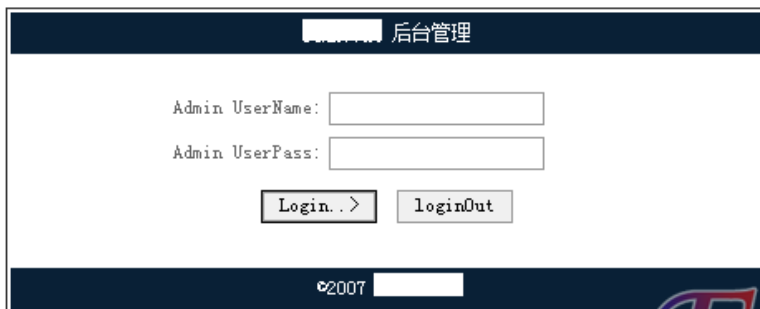 后台管理
Admin UserName:
Admin UserPass:
Login..> loginOut
©2007